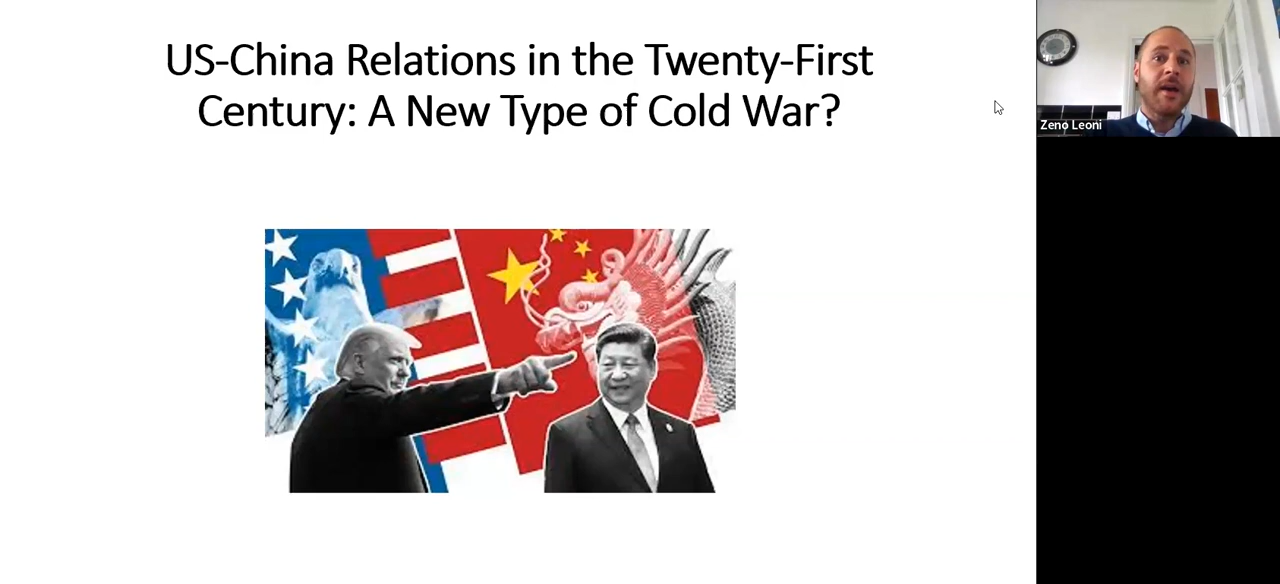 US-China Relations in the Twenty-First
Century: A New Type of Cold War?
Zeno Leoni